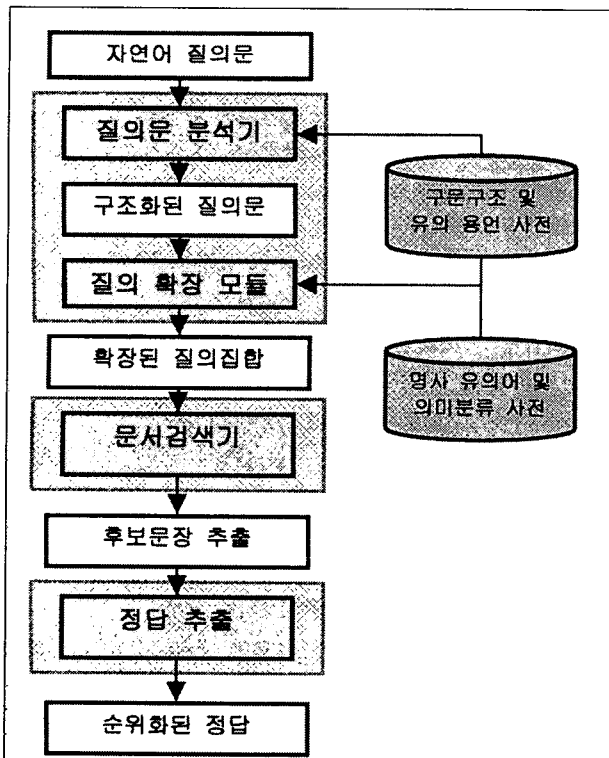 자연어 질의문
질의문 분석기
구조화된 질의문
질의 확장 모듈
확장된 질의집합
문서검색기
후보문장 추출
정답 추출
순위화된 정답
구문구조 및
유의 용언 사전
명사 유의어 및
의미분류 사전